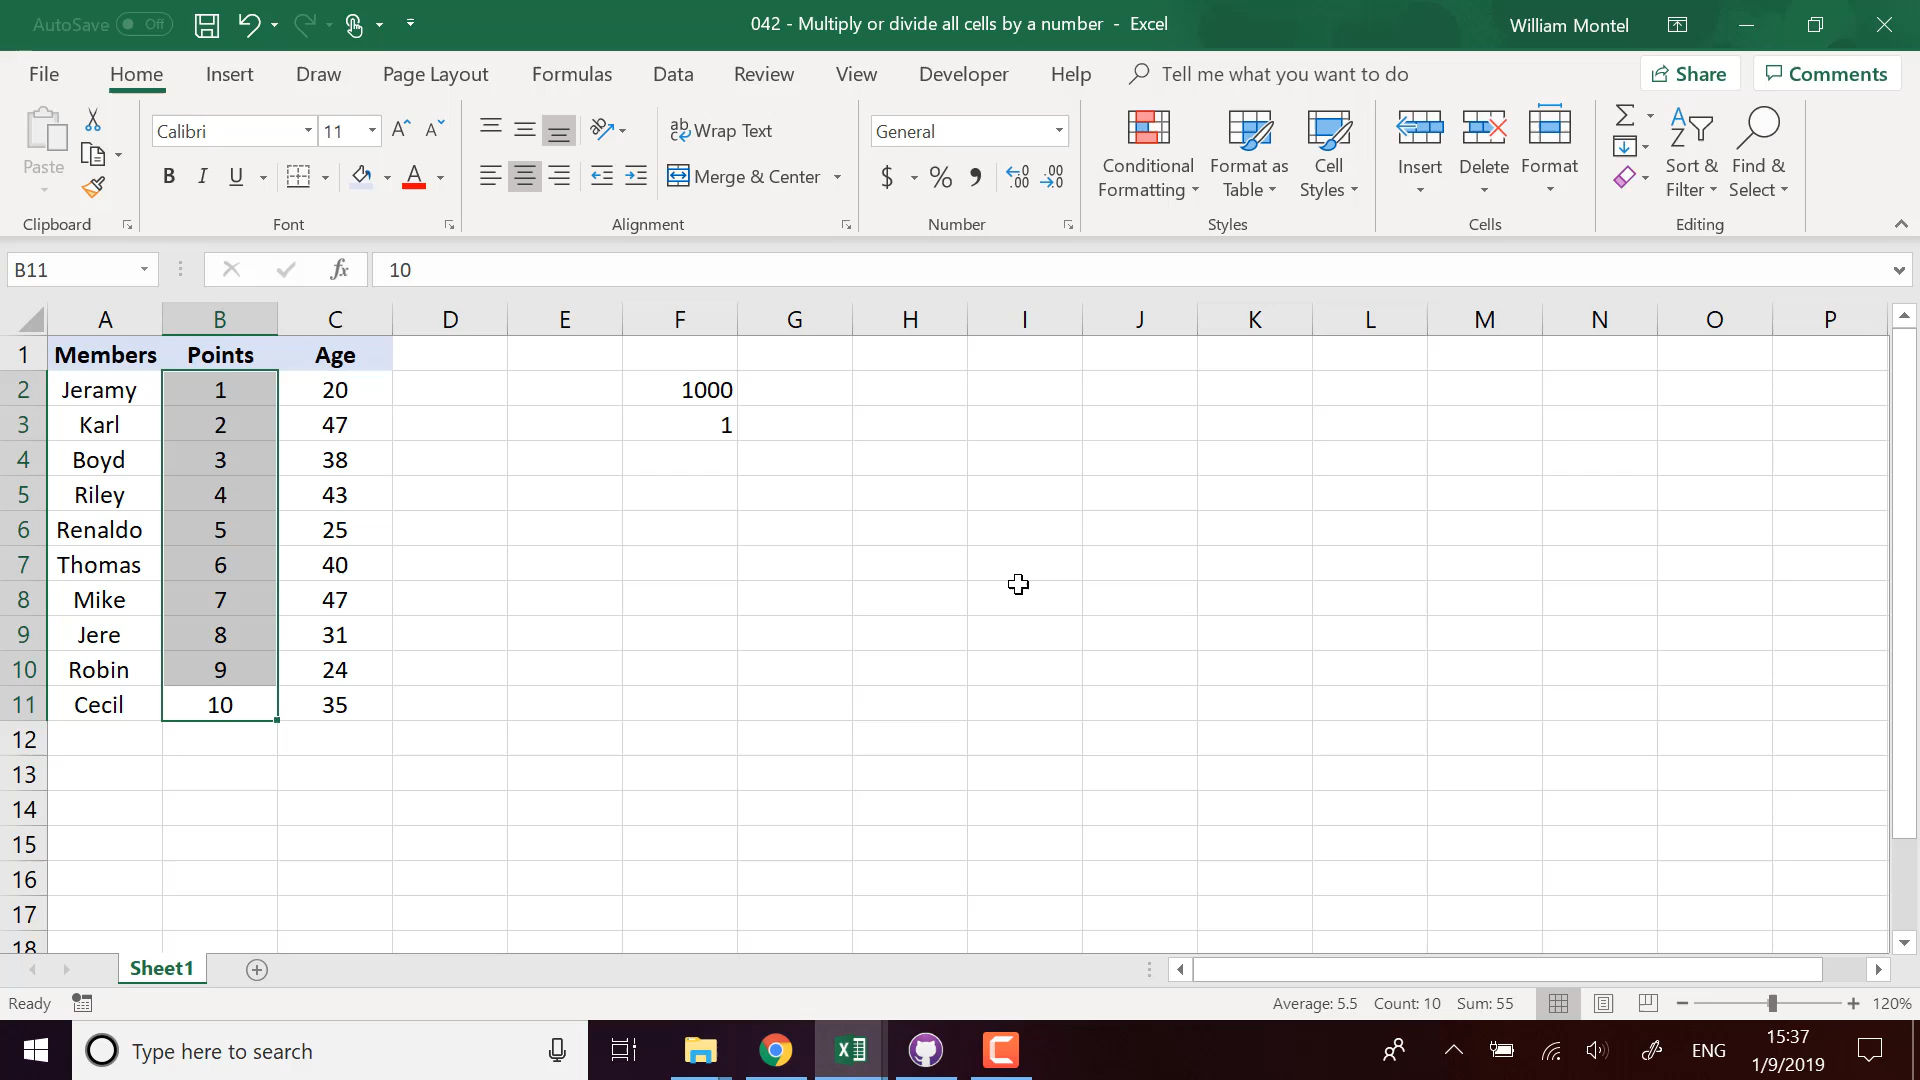 AutoSave Off
042 - Multiply or divide all cells by a number - Excel
William Montel
File Home Insert Draw Page Layout Formulas Data Review View Developer Help Tell me what you want to do Share Comments
Paste
Clipboard
Calibri 11
B I U
Font
Wrap Text
Merge & Center
Alignment
General
$ % ,
Number
Conditional Formatting
Format as Table
Cell Styles
Styles
Insert Delete Format
Cells
Sort & Filter
Find & Select
Editing
B11 fx 10
A B C D E F G H I J K L M N O P
1 Members Points Age
2 Jeramy 1 20 1000
3 Karl 2 47 1
4 Boyd 3 38
5 Riley 4 43
6 Renaldo 5 25
7 Thomas 6 40
8 Mike 7 47
9 Jere 8 31
10 Robin 9 24
11 Cecil 10 35
12
13
14
15
16
17
18
Sheet1
Ready Average: 5.5 Count: 10 Sum: 55 120%
Type here to search
ENG
15:37
1/9/2019